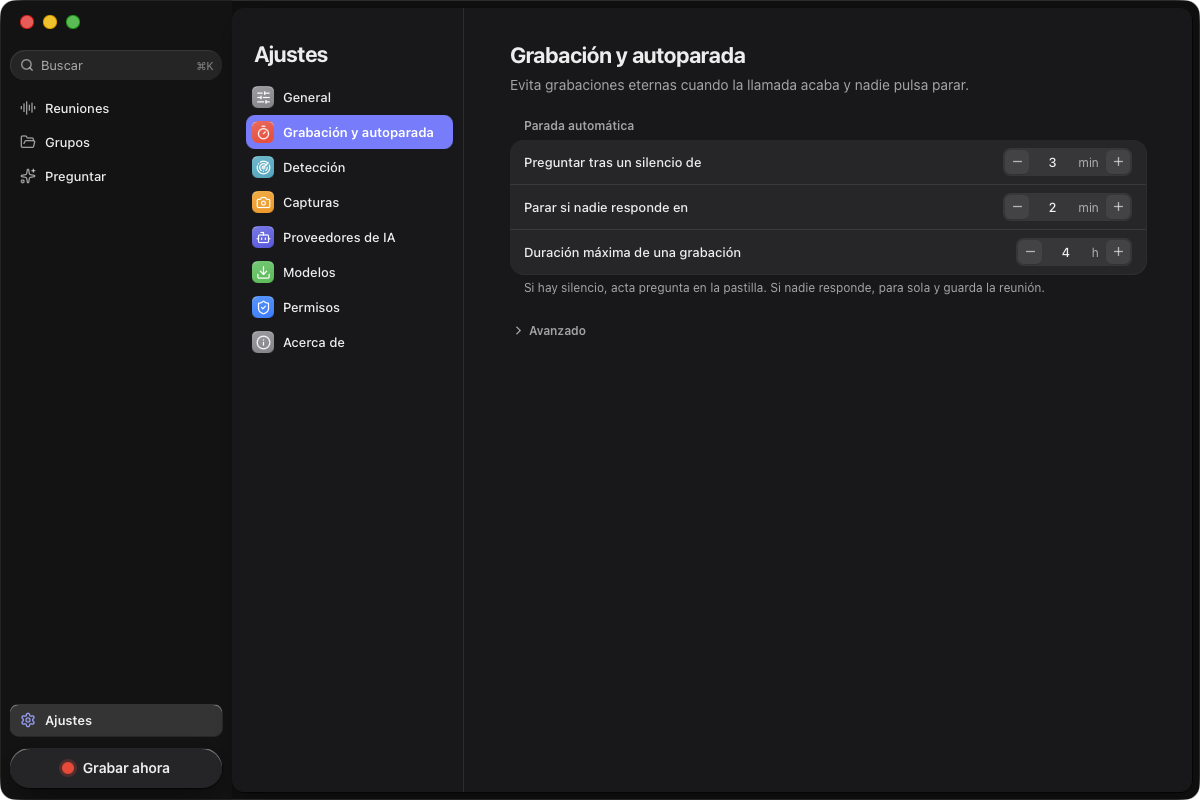 Buscar ⌘K
Reuniones
Grupos
Preguntar
Ajustes
Grabar ahora
Ajustes
General
Grabación y autoparada
Detección
Capturas
Proveedores de IA
Modelos
Permisos
Acerca de
Grabación y autoparada
Evita grabaciones eternas cuando la llamada acaba y nadie pulsa parar.
Parada automática
Preguntar tras un silencio de − 3 min +
Parar si nadie responde en − 2 min +
Duración máxima de una grabación − 4 h +
Si hay silencio, acta pregunta en la pastilla. Si nadie responde, para sola y guarda la reunión.
Avanzado